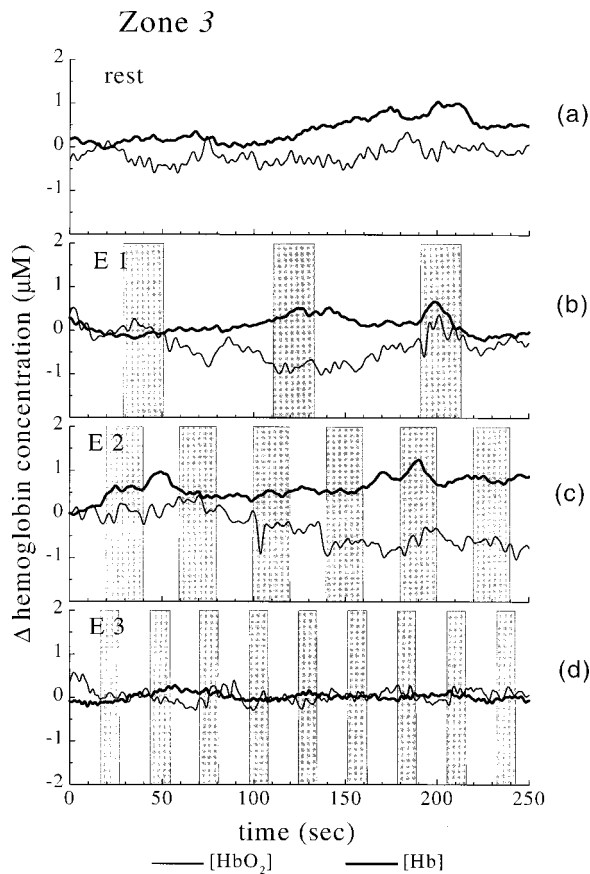 Zone 3
rest
2
1
0
-1
(a)
E 1
2
1
0
-1
(b)
E 2
2
1
0
-1
(c)
E 3
2
1
0
-1
-2
(d)
0 50 100 150 200 250
Δ hemoglobin concentration (μM)
time (sec)
[HbO₂] [Hb]